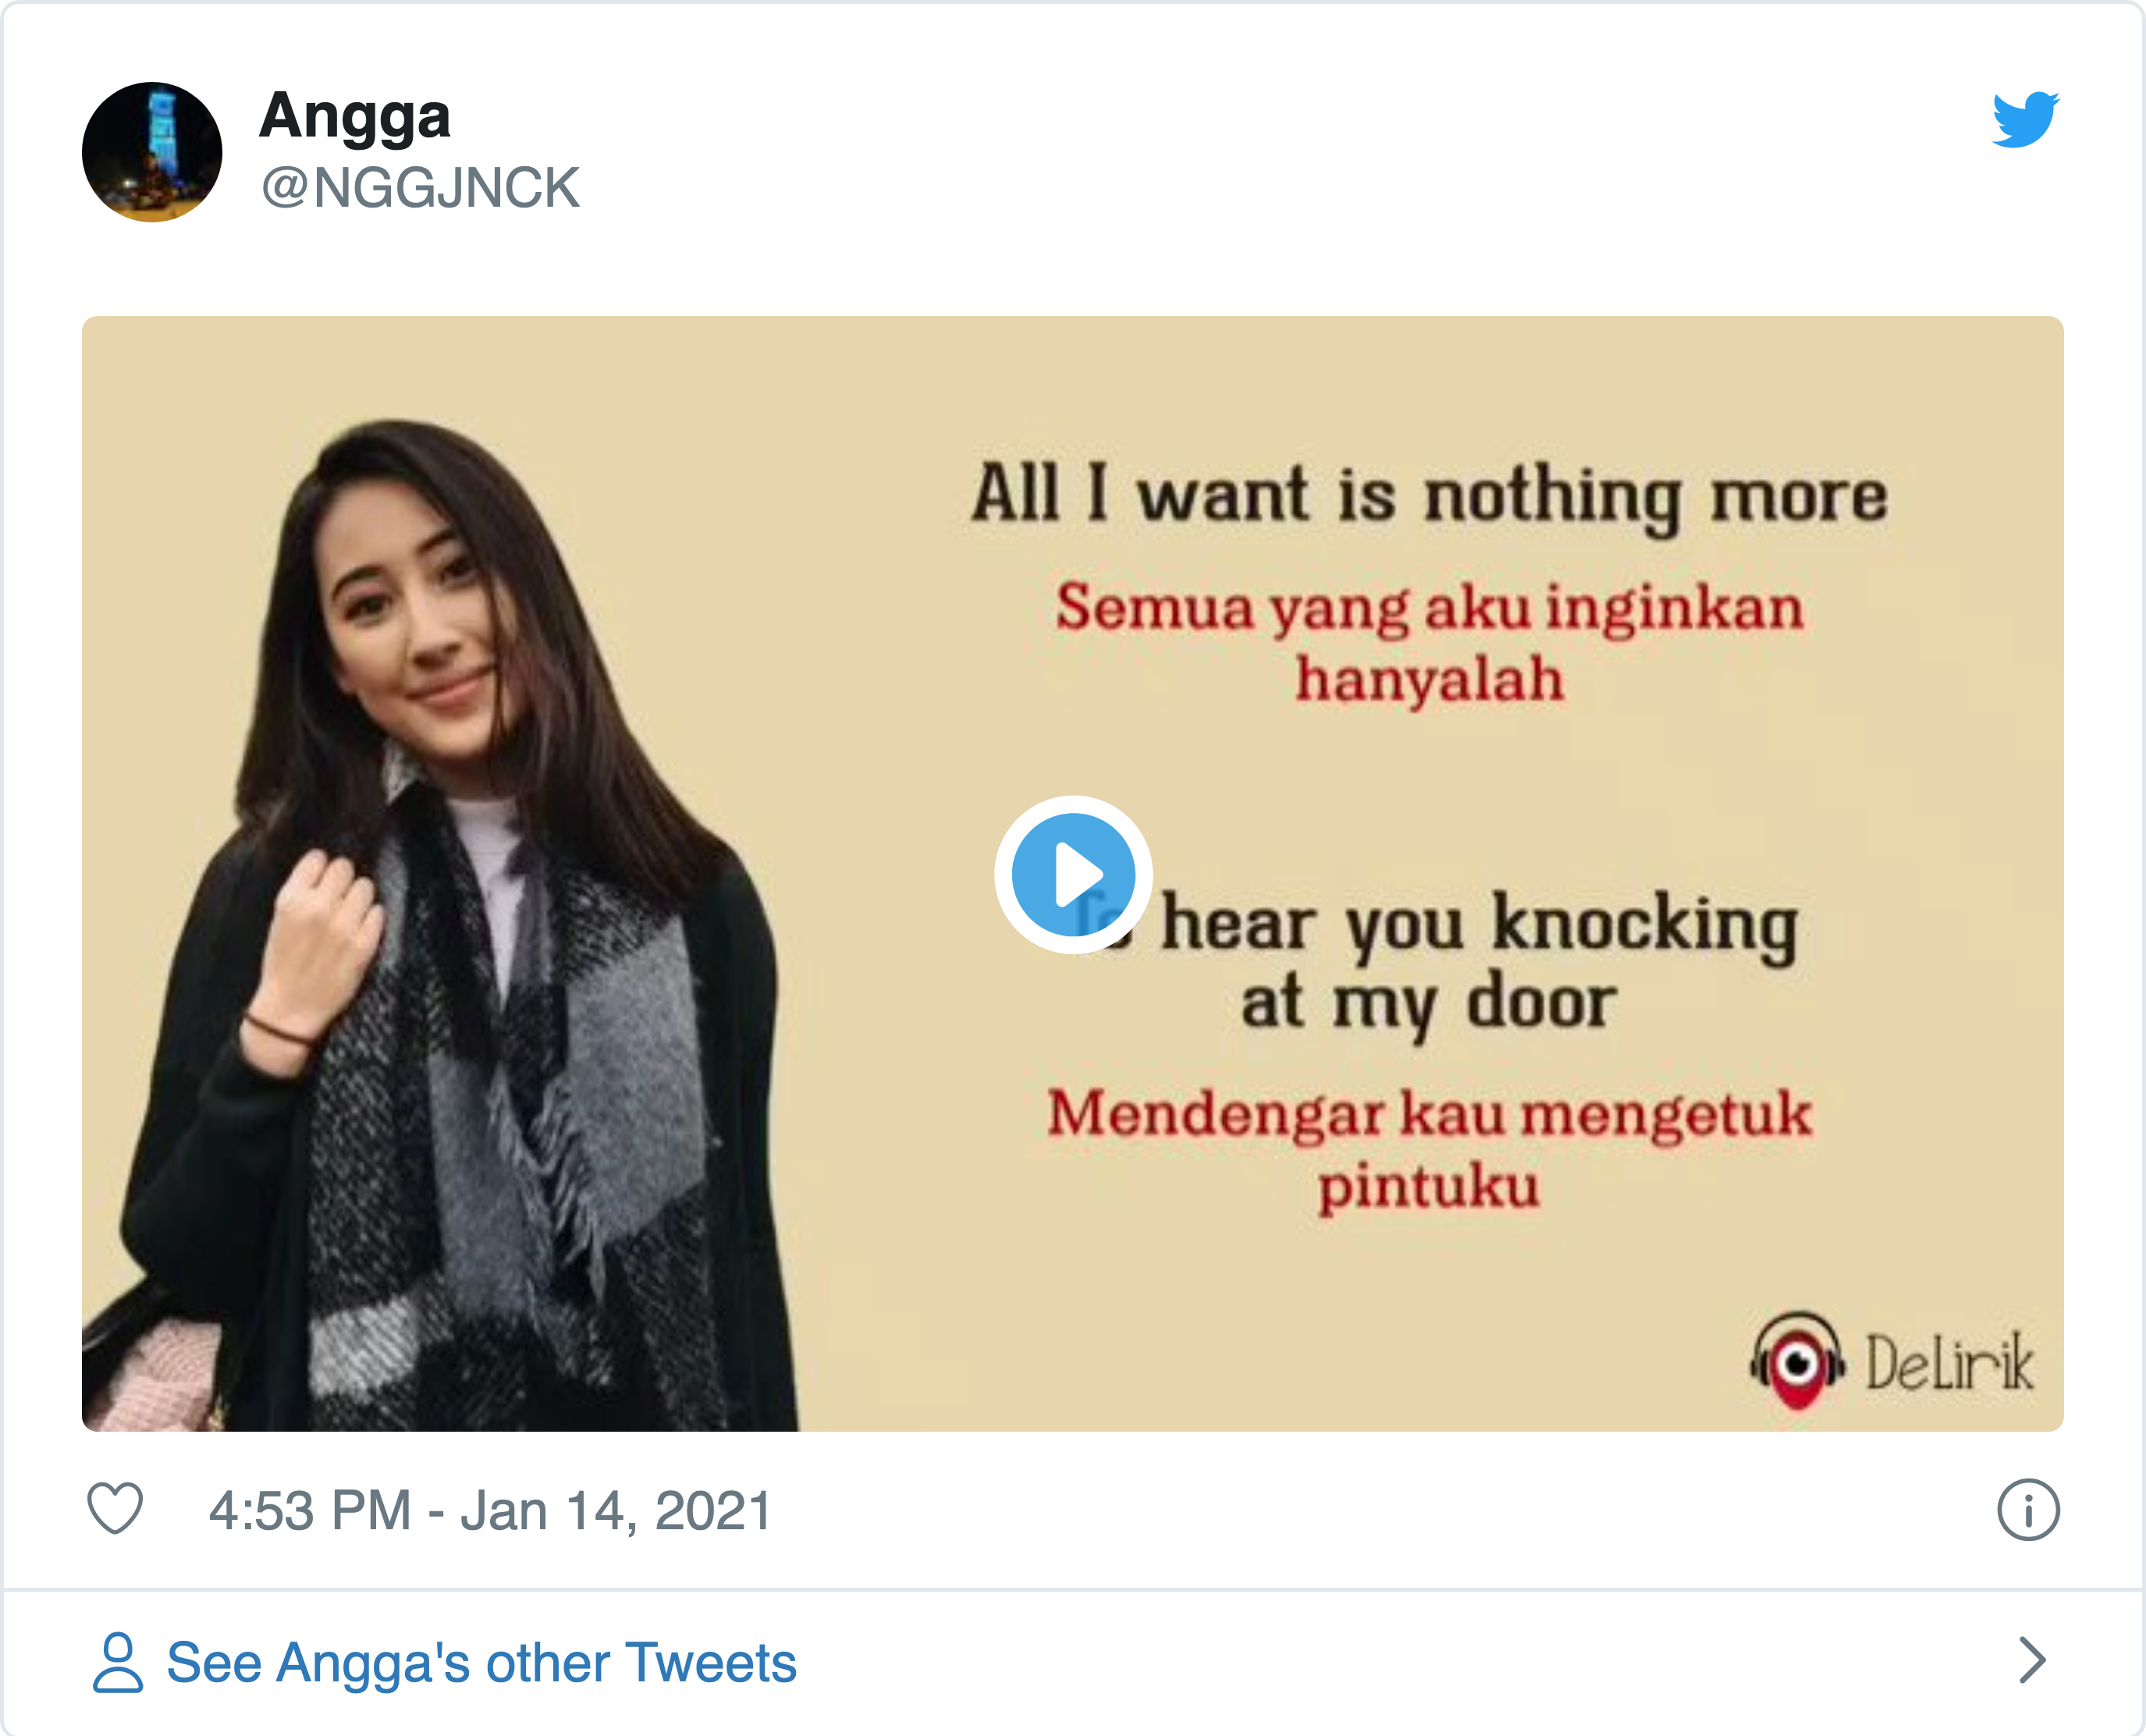 Angga
@NGGJNCK
All I want is nothing more
Semua yang aku inginkan
hanyalah
To hear you knocking
at my door
Mendengar kau mengetuk
pintuku
DeLirik
4:53 PM - Jan 14, 2021
See Angga's other Tweets